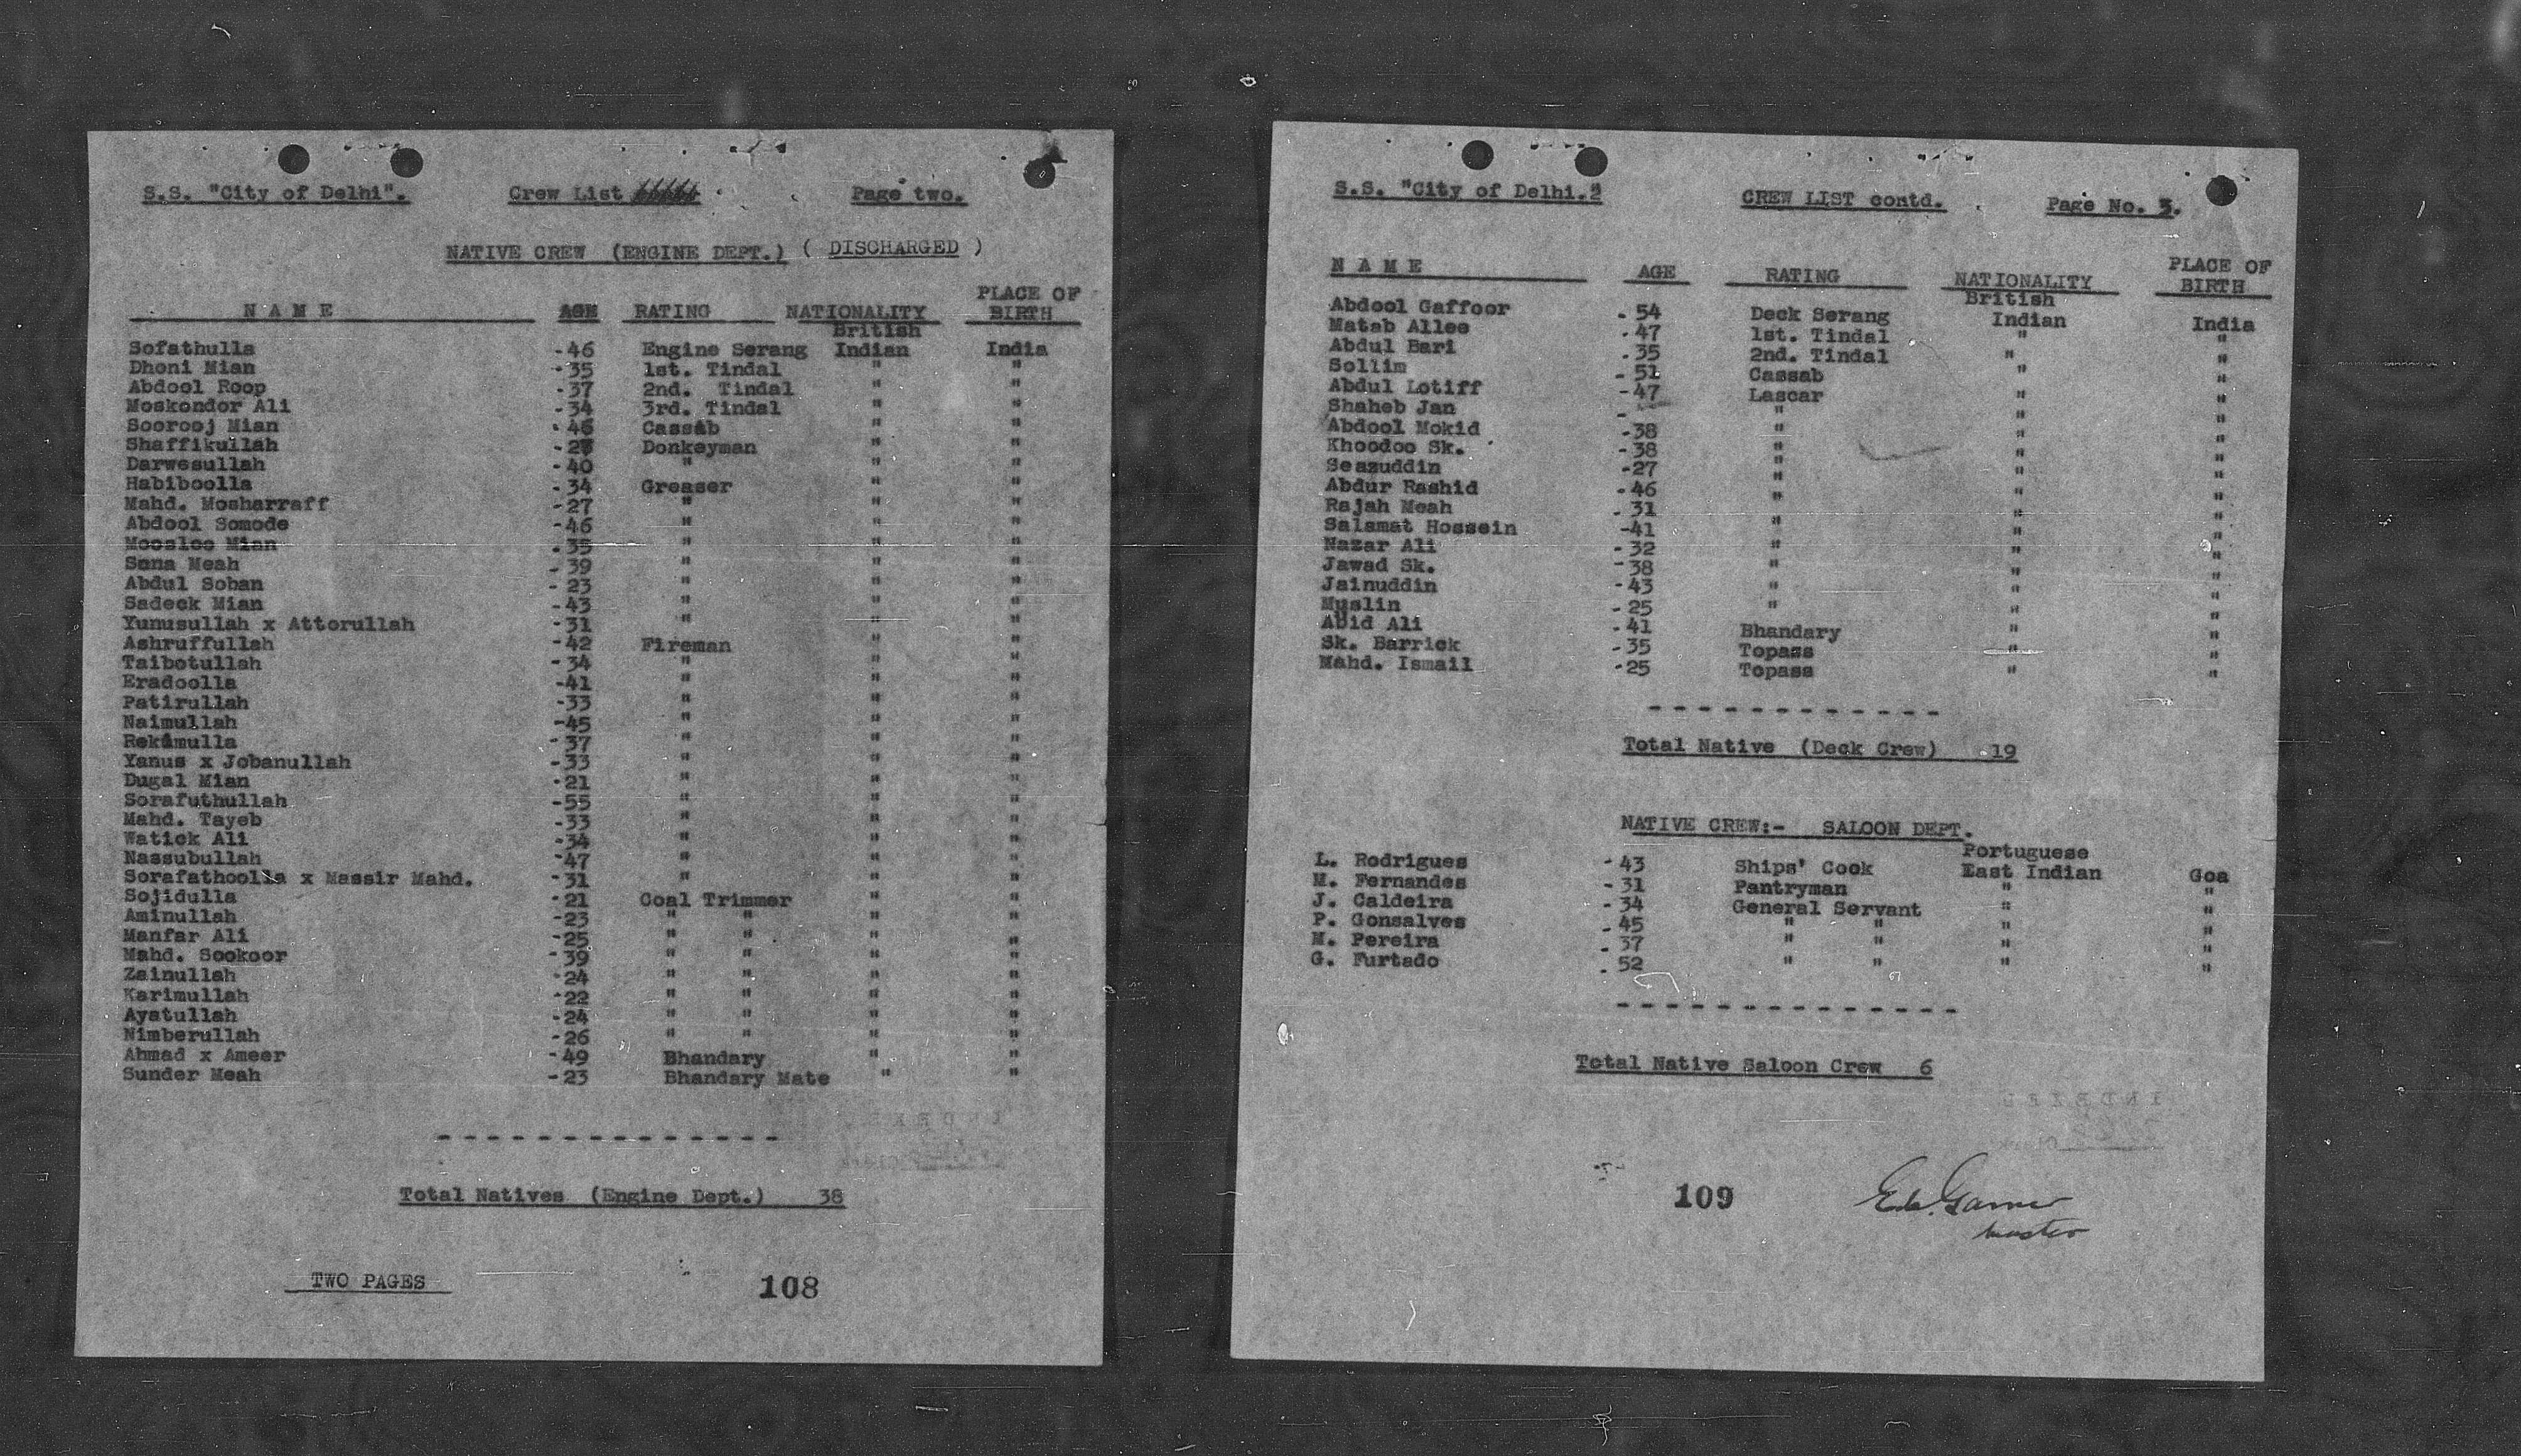 S.S. "City of Delhi". Crew List Page two.
NATIVE CREW (ENGINE DEPT.) ( DISCHARGED )
PLACE OF
N A M E AGE RATING NATIONALITY BIRTH
British
Sofathulla -46 Engine Serang Indian India
Dhoni Mian -35 1st. Tindal " "
Abdool Roop -37 2nd. Tindal " "
Moskondor Ali -34 3rd. Tindal " "
Soorooj Mian -46 Cassab " "
Shaffikullah Donkeyman " "
Darwesullah -40 " " "
Habiboolla -34 Greaser " "
Mahd. Mosharraff -27 " " "
Abdool Somode -46 " " "
Moosloo Mian -35 " " "
Sona Meah -39 " " "
Abdul Soban -23 " " "
Sadeck Mian -43 " " "
Yunusullah x Attorullah -31 " " "
Ashruffullah -42 Fireman " "
Taibotullah -34 " " "
Eradoolla -41 " " "
Patirullah -33 " " "
Naimullah -45 " " "
Rekamulla -37 " " "
Yanus x Jobanullah -33 " " "
Dugal Mian -21 " " "
Sorafuthullah -55 " " "
Mahd. Tayeb -33 " " "
Watick Ali -34 " " "
Nassubullah -47 " " "
Sorafathoolla x Massir Mahd. -31 " " "
Sojidulla -21 Coal Trimmer " "
Aminullah -23 " " " "
Manfar Ali -25 " " " "
Mahd. Sookoor -39 " " " "
Zainullah -24 " " " "
Karimullah -22 " " " "
Ayatullah -24 " " " "
Nimberullah -26 " " " "
Ahmad x Ameer -49 Bhandary " "
Sunder Meah -23 Bhandary Mate " "
Total Natives (Engine Dept.) 38
TWO PAGES 108
S.S. "City of Delhi." CREW LIST contd. Page No. 3.
PLACE OF
N A M E AGE RATING NATIONALITY BIRTH
British
Abdool Gaffoor -54 Deck Serang Indian India
Matab Allee -47 1st. Tindal " "
Abdul Bari -35 2nd. Tindal " "
Sollim -51 Cassab " "
Abdul Lotiff -47 Lascar " "
Shaheb Jan - " " "
Abdool Mokid -38 " " "
Khoodoo Sk. -38 " " "
Seazuddin -27 " " "
Abdur Rashid -46 " " "
Rajah Meah -31 " "
Salamat Hossein -41 " " "
Nazar Ali -32 " " "
Jawad Sk. -38 " " "
Jainuddin -43 " " "
Muslin -25 " " "
Abid Ali -41 Bhandary " "
Sk. Barrick -35 Topass " "
Mahd. Ismail -25 Topass " "
Total Native (Deck Crew) 19
NATIVE CREW:- SALOON DEPT.
Portuguese
L. Rodrigues -43 Ships' Cook East Indian Goa
M. Fernandes -31 Pantryman " "
J. Caldeira -34 General Servant " "
P. Gonsalves -45 " " " "
M. Pereira -37 " " " "
G. Furtado -52 " " " "
Total Native Saloon Crew 6
109
Master